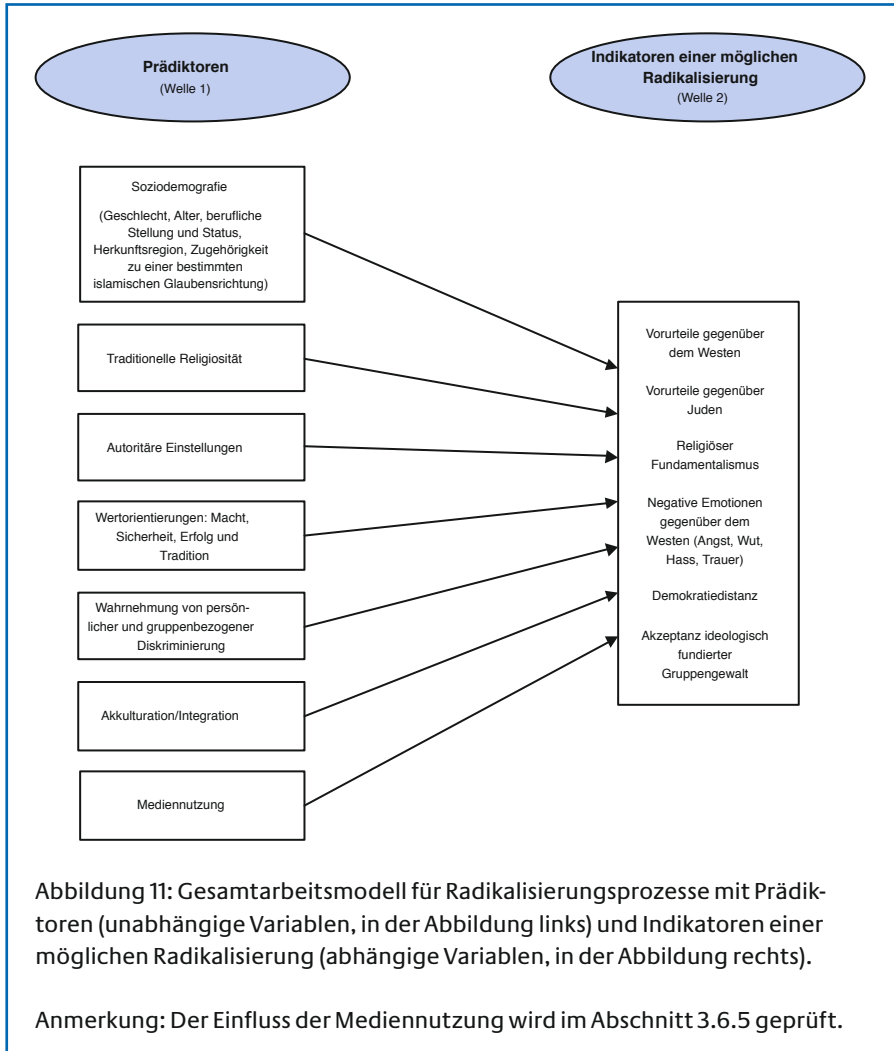 Prädiktoren
(Welle 1)
Indikatoren einer möglichen
Radikalisierung
(Welle 2)
Soziodemografie
(Geschlecht, Alter, berufliche
Stellung und Status,
Herkunftsregion, Zugehörigkeit
zu einer bestimmten
islamischen Glaubensrichtung)
Traditionelle Religiosität
Autoritäre Einstellungen
Wertorientierungen: Macht,
Sicherheit, Erfolg und
Tradition
Wahrnehmung von persön-
licher und gruppenbezogener
Diskriminierung
Akkulturation/Integration
Mediennutzung
Vorurteile gegenüber
dem Westen
Vorurteile gegenüber
Juden
Religiöser
Fundamentalismus
Negative Emotionen
gegenüber dem
Westen (Angst, Wut,
Hass, Trauer)
Demokratiedistanz
Akzeptanz ideologisch
fundierter
Gruppengewalt
Abbildung 11: Gesamtarbeitsmodell für Radikalisierungsprozesse mit Prädik-
toren (unabhängige Variablen, in der Abbildung links) und Indikatoren einer
möglichen Radikalisierung (abhängige Variablen, in der Abbildung rechts).
Anmerkung: Der Einfluss der Mediennutzung wird im Abschnitt 3.6.5 geprüft.